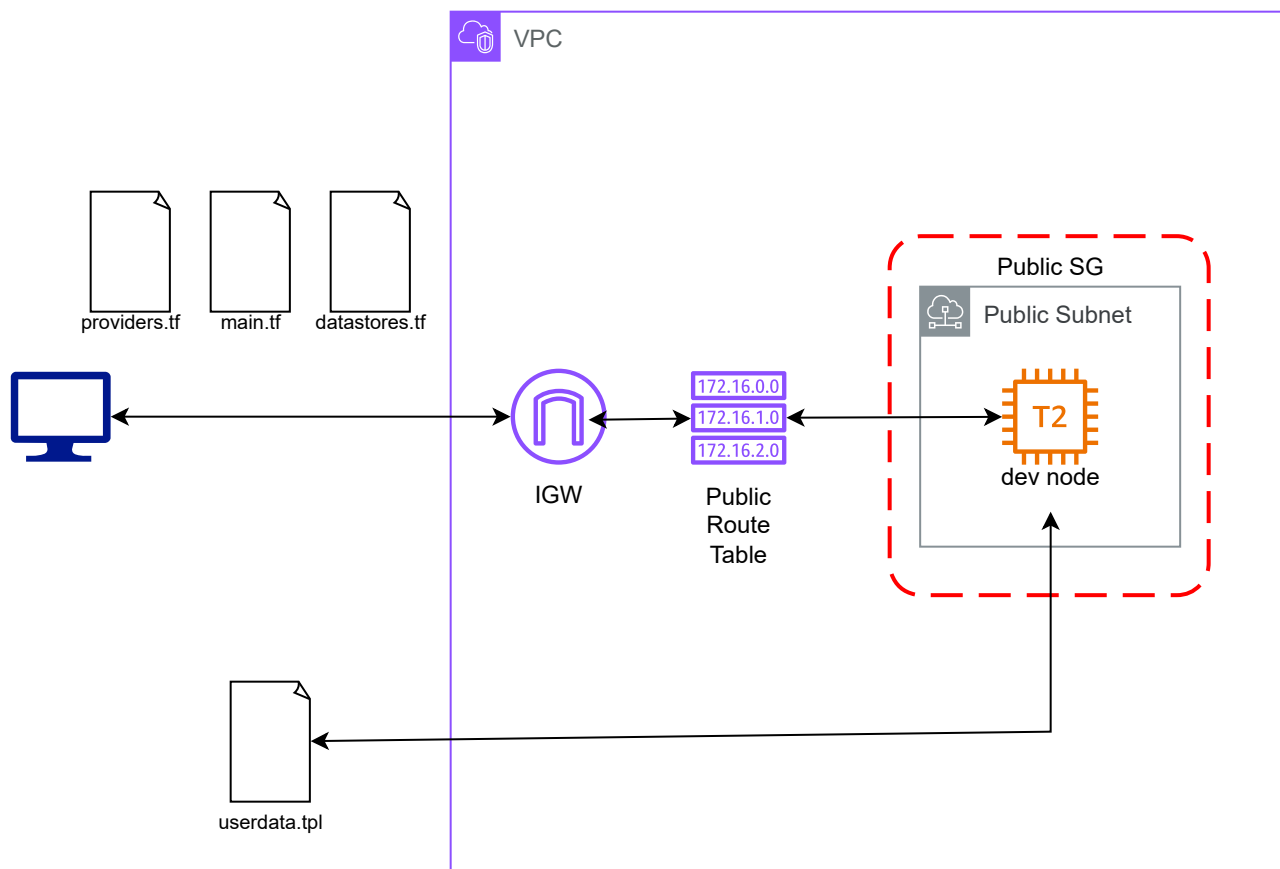 VPC
providers.tf
main.tf
datastores.tf
Public SG
Public Subnet
172.16.0.0
172.16.1.0
172.16.2.0
T2
dev node
IGW
Public
Route
Table
userdata.tpl